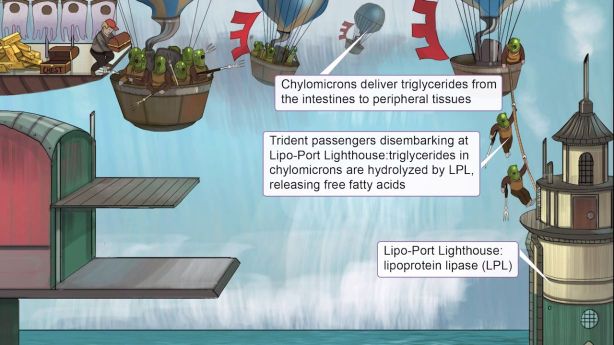 CHEST
Chylomicrons deliver triglycerides from
the intestines to peripheral tissues
Trident passengers disembarking at
Lipo-Port Lighthouse:triglycerides in
chylomicrons are hydrolyzed by LPL,
releasing free fatty acids
Lipo-Port Lighthouse:
lipoprotein lipase (LPL)